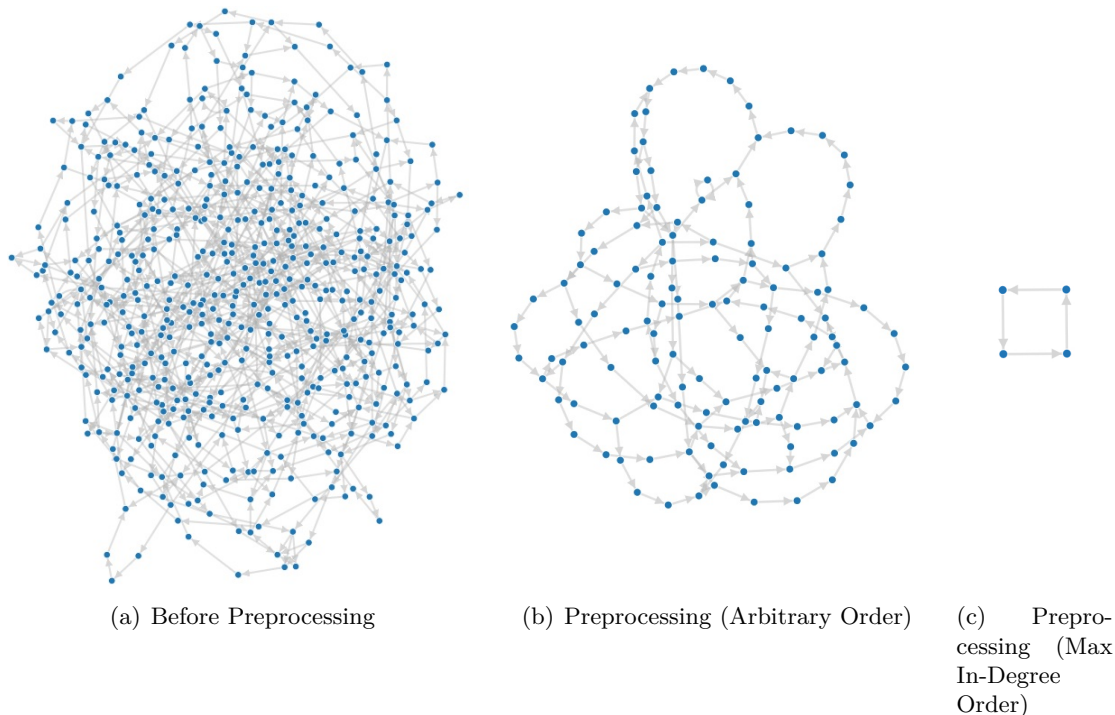 (a) Before Preprocessing
(b) Preprocessing (Arbitrary Order)
(c) Prepro-
cessing (Max
In-Degree
Order)